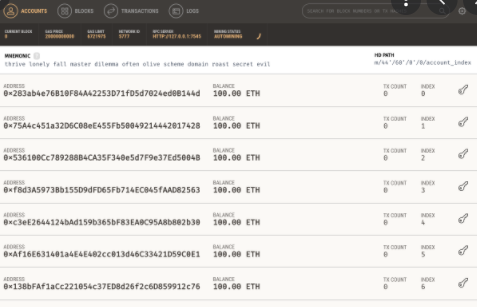 ACCOUNTS BLOCKS TRANSACTIONS LOGS SEARCH FOR BLOCK NUMBERS OR TX
CURRENT BLOCK GAS PRICE GAS LIMIT NETWORK ID RPC SERVER MINING STATUS
0 20000000000 6721975 5777 HTTP://127.0.0.1:7545 AUTOMINING
MNEMONIC HD PATH
thrive lonely fall master dilemma often olive scheme domain roast secret evil m/44'/60'/0'/0/account_index
ADDRESS BALANCE TX COUNT INDEX
0×283ab4e76B10F84A42253D71fD5d7024ed0B144d 100.00 ETH 0 0
ADDRESS BALANCE TX COUNT INDEX
0×75A4c451a32D6C08eE455Fb50049214442017428 100.00 ETH 0 1
ADDRESS BALANCE TX COUNT INDEX
0×536100Cc789288B4CA35F340e5d7F9e37Ed5004B 100.00 ETH 0 2
ADDRESS BALANCE TX COUNT INDEX
0×f8d3A5973Bb155D9dFD65Fb714EC045fAAD82563 100.00 ETH 0 3
ADDRESS BALANCE TX COUNT INDEX
0×c3eE2644124bAd159b365bF83EA0C95A8b802b30 100.00 ETH 0 4
ADDRESS BALANCE TX COUNT INDEX
0×Af16E631401a4E4E402cc013d46C33421D59C0E1 100.00 ETH 0 5
ADDRESS BALANCE TX COUNT INDEX
0×138bFAf1aCc221054c37ED8d26f2c6D859912c76 100.00 ETH 0 6